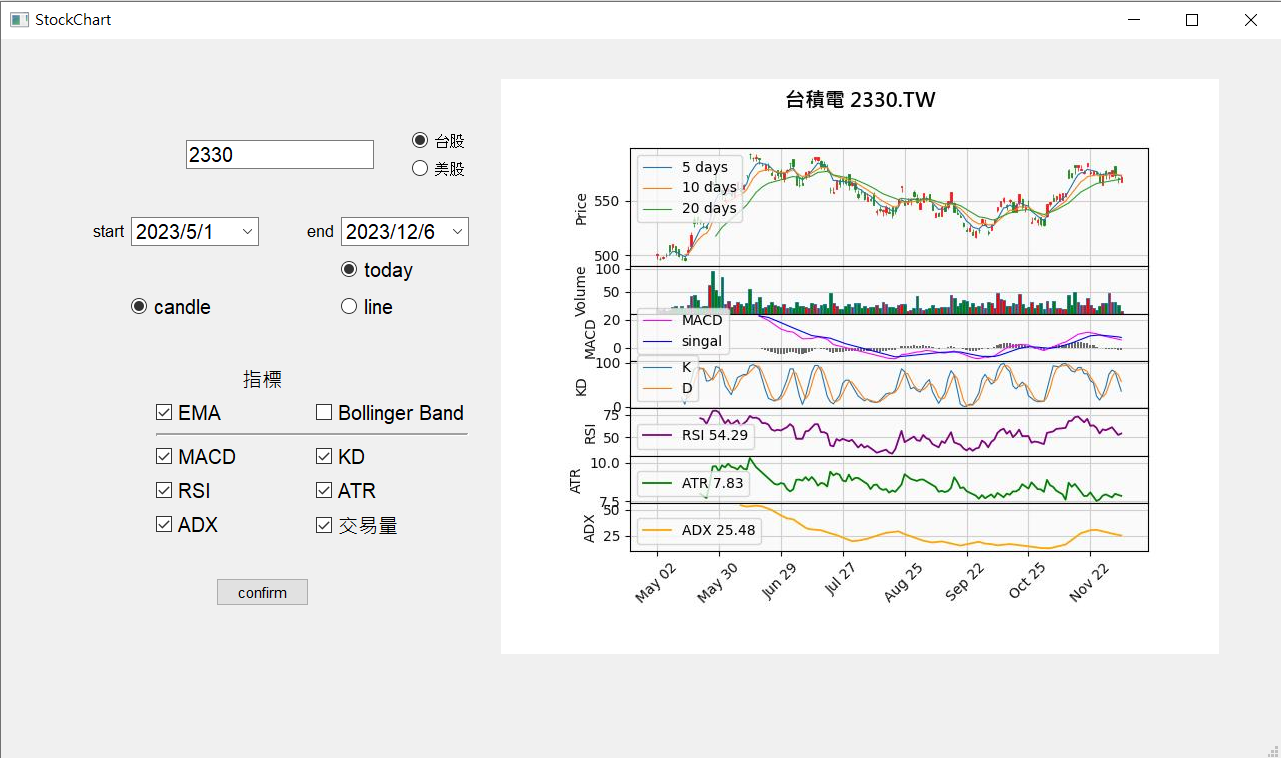 StockChart
2330
台股
美股
start 2023/5/1 end 2023/12/6
today
candle line
指標
EMA Bollinger Band
MACD KD
RSI ATR
ADX 交易量
confirm
台積電 2330.TW
Price
550
500
5 days
10 days
20 days
Volume
100
50
MACD
20
0
MACD
singal
KD
100
0
K
D
RSI
75
50
RSI 54.29
ATR
10.0
7.5
ATR 7.83
ADX
50
25
ADX 25.48
May 02 May 30 Jun 29 Jul 27 Aug 25 Sep 22 Oct 25 Nov 22